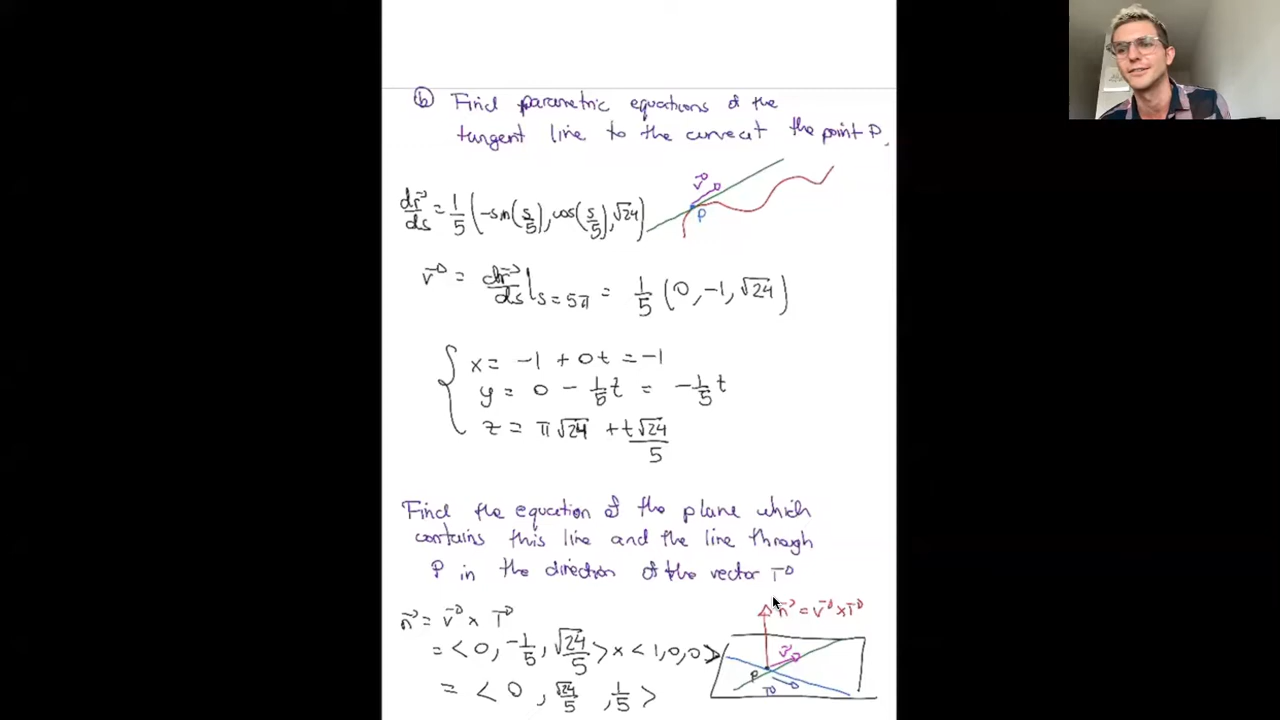 ⓑ Find parametric equations of the
tangent line to the curve at the point P.
dr⃗/ds = 1/5 (-sin(s/5), cos(s/5), √24)
v⃗
P
v⃗ = dr⃗/ds |s=5π = 1/5 (0, -1, √24)
x = -1 + 0t = -1
y = 0 - 1/5 t = -1/5 t
z = π√24 + t√24/5
Find the equation of the plane which
contains this line and the line through
P in the direction of the vector T⃗
n⃗ = v⃗ × T⃗
n⃗ = v⃗ × T⃗
= <0, -1/5, √24/5> × <1,0,0>
v⃗
P
= <0, √24/5, 1/5>